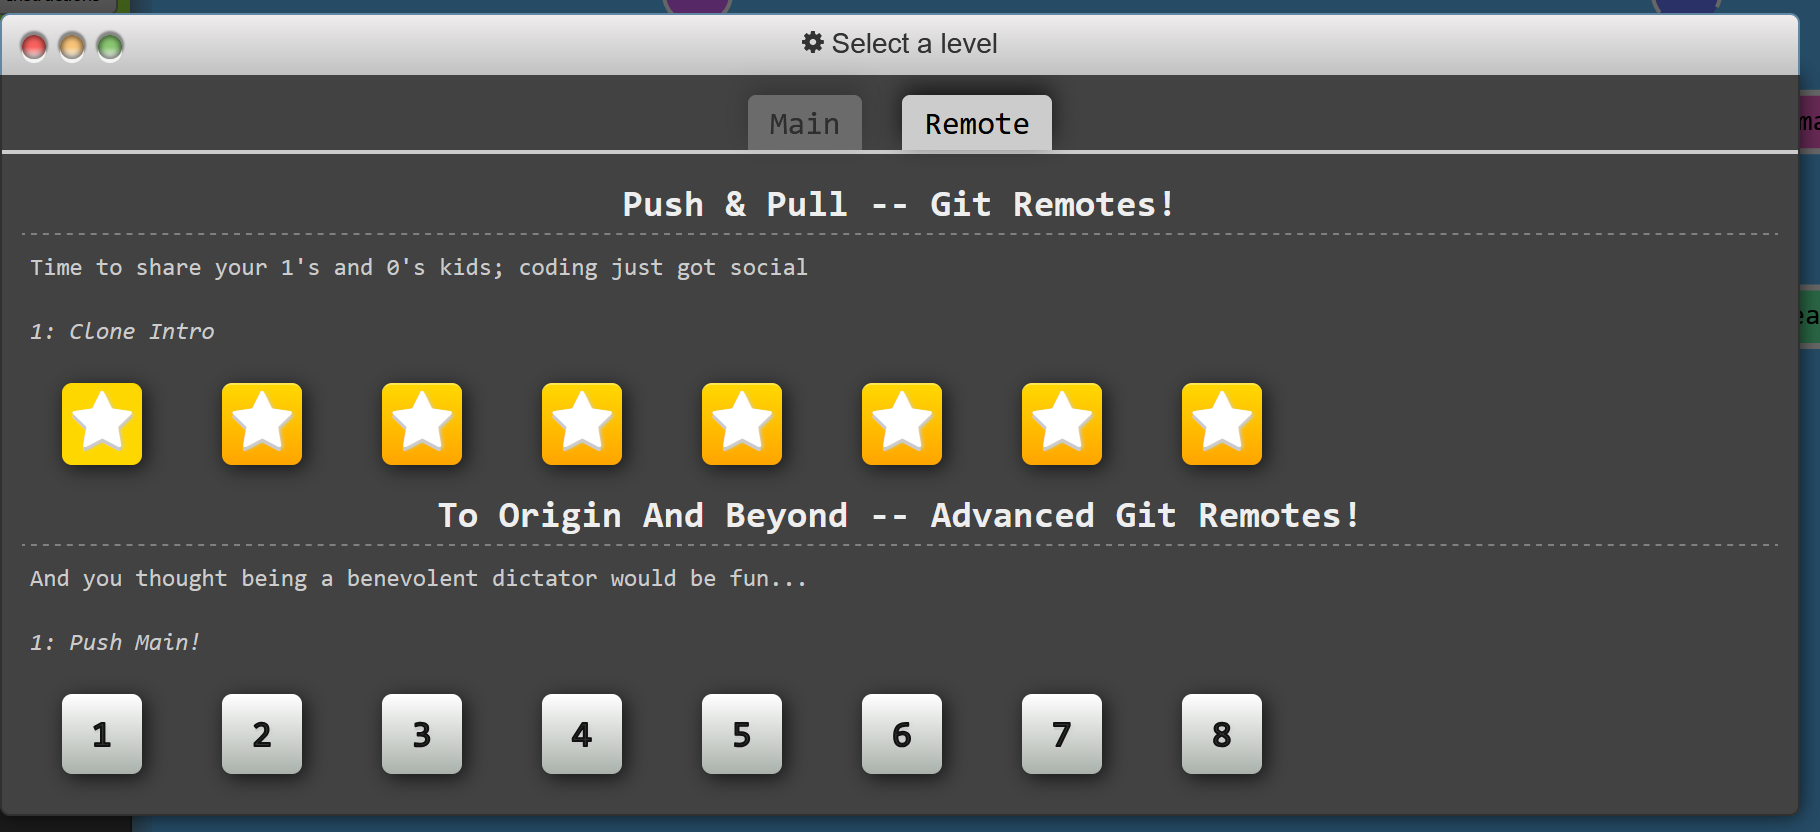 Select a level
Main
Remote
Push & Pull -- Git Remotes!
Time to share your 1's and 0's kids; coding just got social
1: Clone Intro
To Origin And Beyond -- Advanced Git Remotes!
And you thought being a benevolent dictator would be fun...
1: Push Main!
1 2 3 4 5 6 7 8